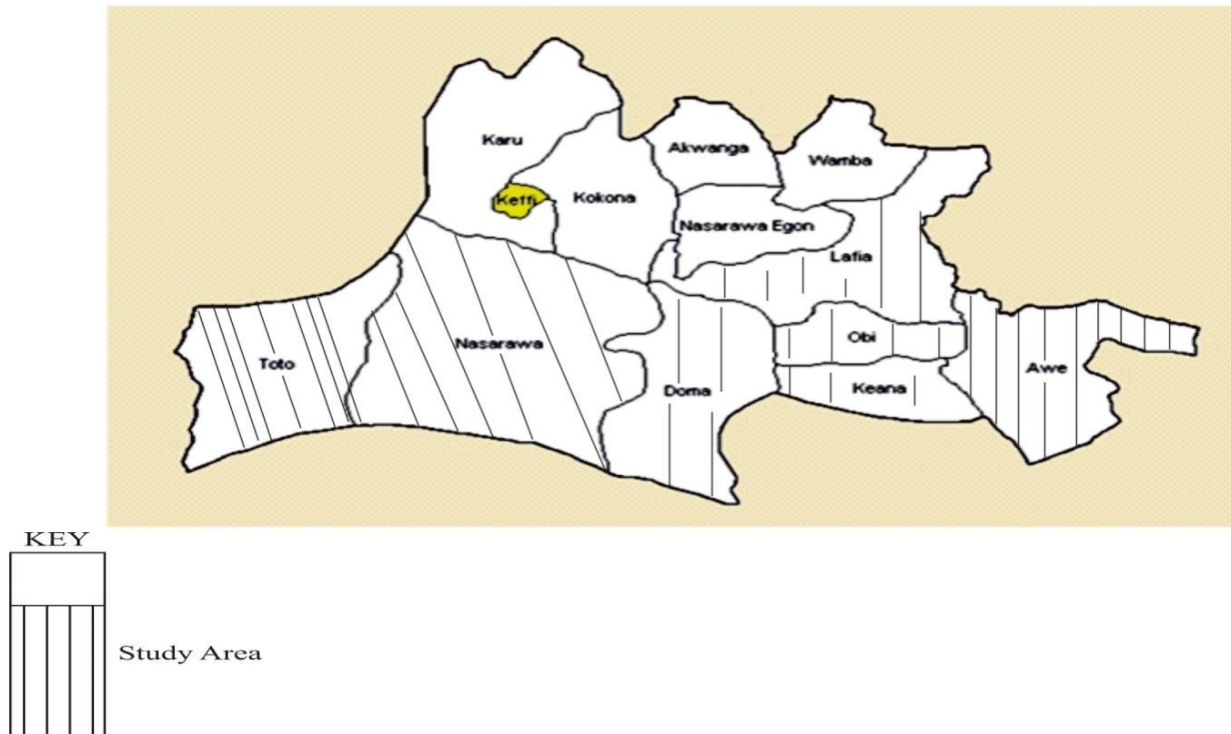 Karu
Akwanga
Wamba
Keffi
Kokona
Nasarawa Egon
Lafia
Toto
Nasarawa
Doma
Obi
Keana
Awe
KEY
Study Area